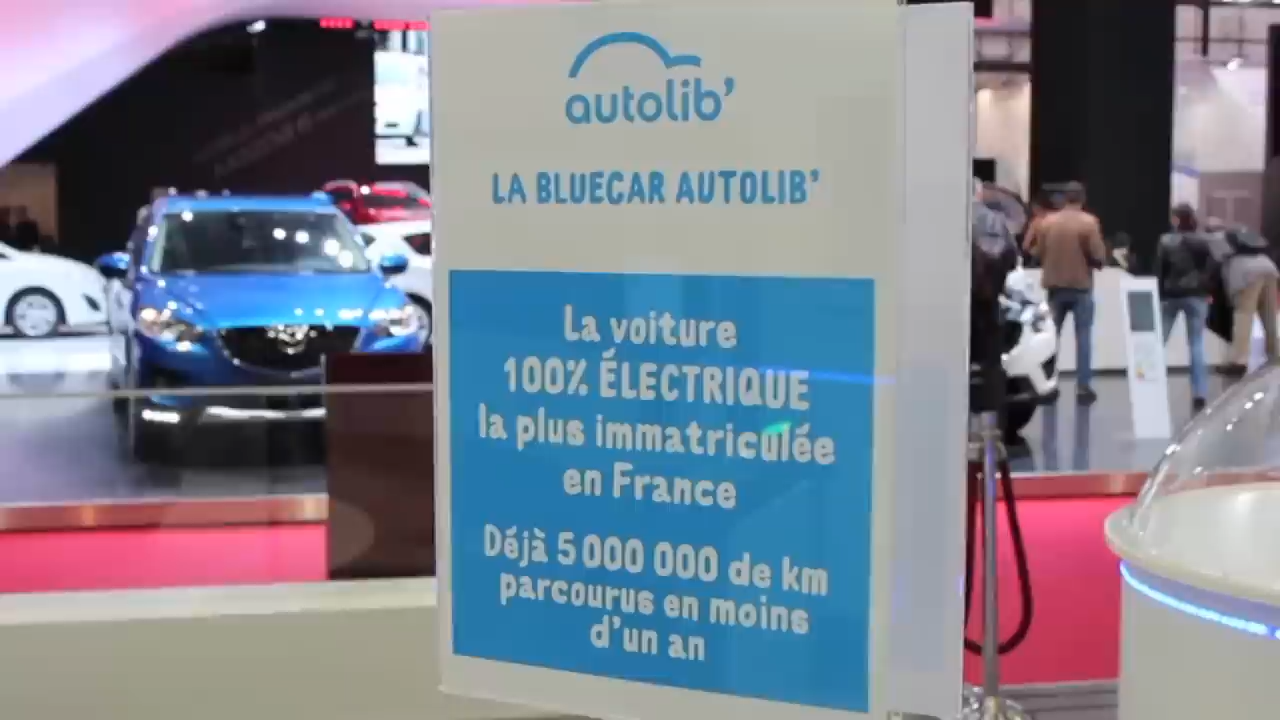 autolib’
LA BLUECAR AUTOLIB’
La voiture
100% ÉLECTRIQUE
la plus immatriculée
en France
Déjà 5 000 000 de km
parcourus en moins
d’un an